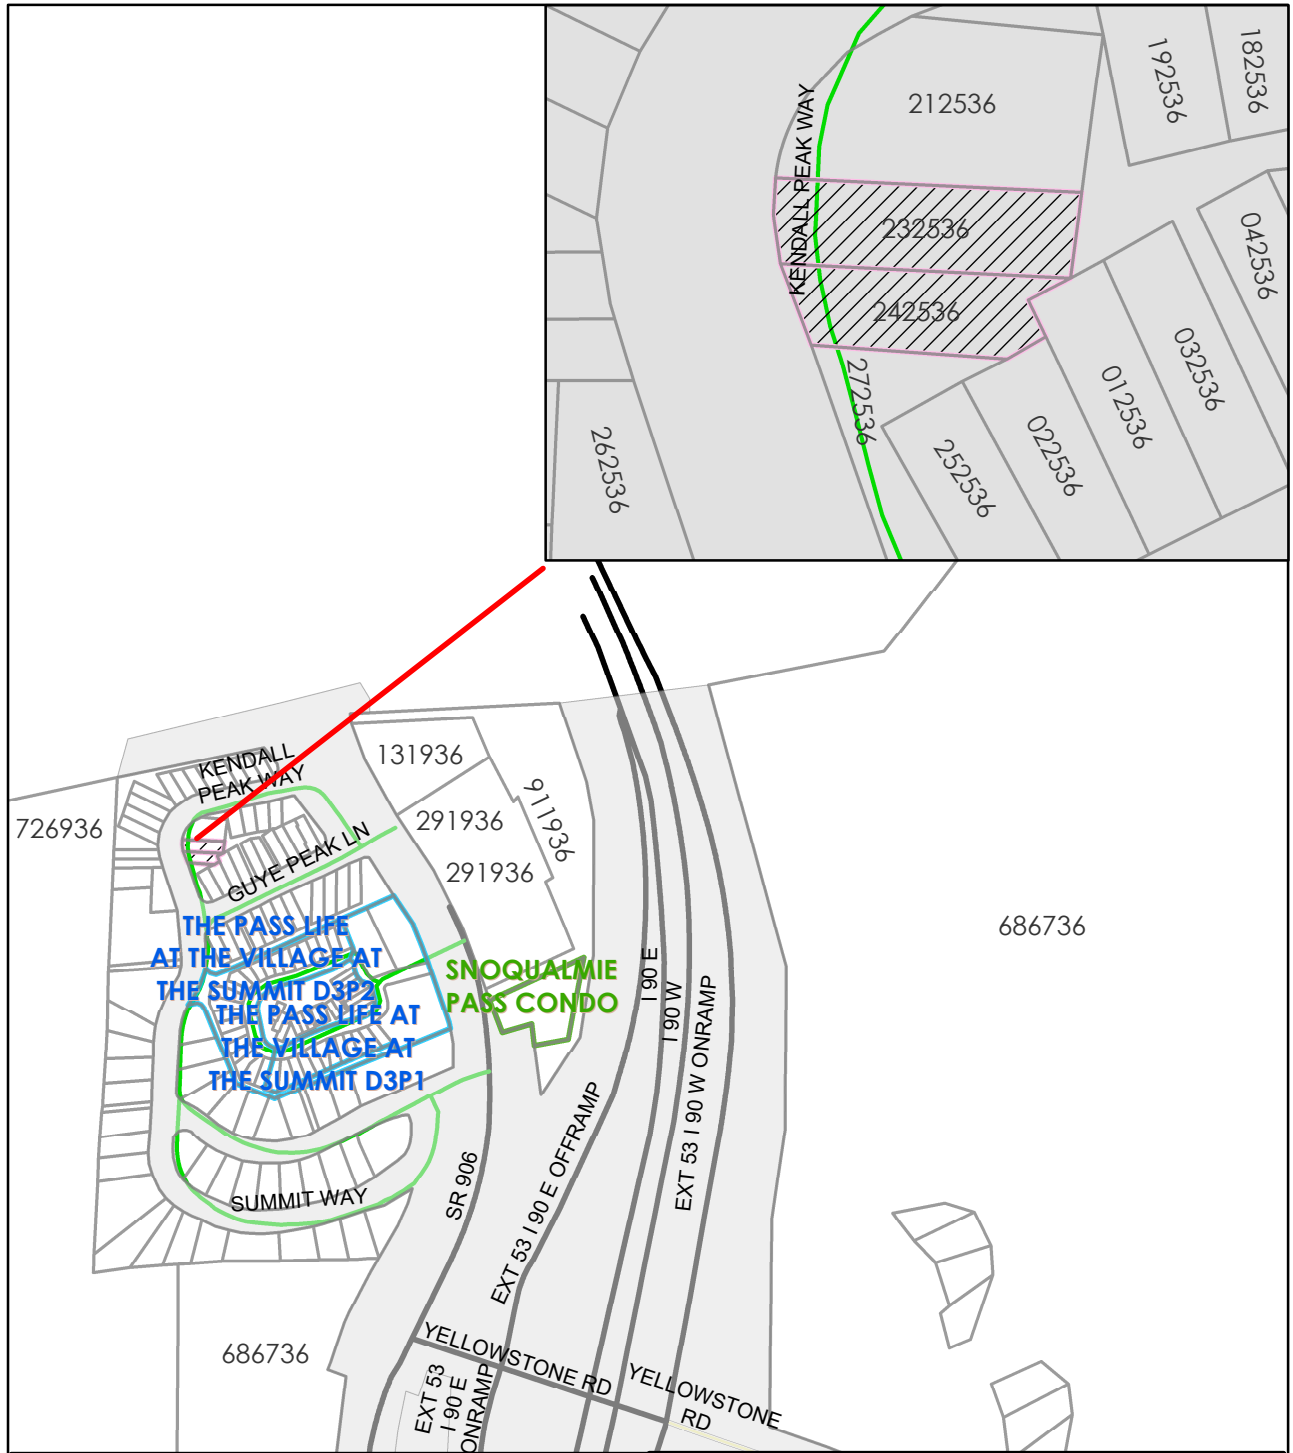 192536
182536
212536
KENDALL PEAK WAY
232536
042536
242536
032536
272536
012536
022536
252536
262536
KENDALL
PEAK WAY
131936
911936
726936
291936
GUYE PEAK LN
291936
THE PASS LIFE
AT THE VILLAGE AT
THE SUMMIT D3P2
THE PASS LIFE AT
THE VILLAGE AT
THE SUMMIT D3P1
SNOQUALMIE
PASS CONDO
686736
I 90 E
I 90 W
EXT 53 I 90 W ONRAMP
EXT 53 I 90 E OFFRAMP
SR 906
SUMMIT WAY
686736
YELLOWSTONE RD
YELLOWSTONE
RD
EXT 53
I 90 E
ONRAMP